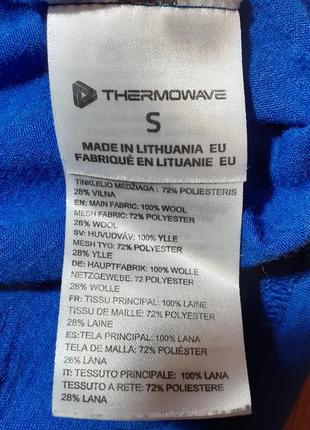 THERMOWAVE
S
MADE IN LITHUANIA EU
FABRIQUÉ EN LITUANIE EU
TINKLELIO MEDŽIAGA : 72% POLIESTERIS
28% VILNA
EN: MAIN FABRIC: 100% WOOL
MESH FABRIC: 72% POLYESTER
28% WOOL
SV: HUVUDVÄV: 100% YLLE
MESH TYG: 72% POLYESTER
28% YLLE
DE: HAUPTFABRIK: 100% WOLLE
NETZGEWEBE: 72 POLYESTER
28% WOLLE
FR: TISSU PRINCIPAL: 100% LAINE
TISSU DE MAILLE: 72% POLYESTER
28% LAINE
ES:TELA PRINCIPAL: 100% LANA
TELA DE MALLA: 72% POLIÉSTER
28% LANA
IT: TESSUTO PRINCIPALE: 100% LANA
TESSUTO A RETE: 72% POLIESTERE
28% LANA